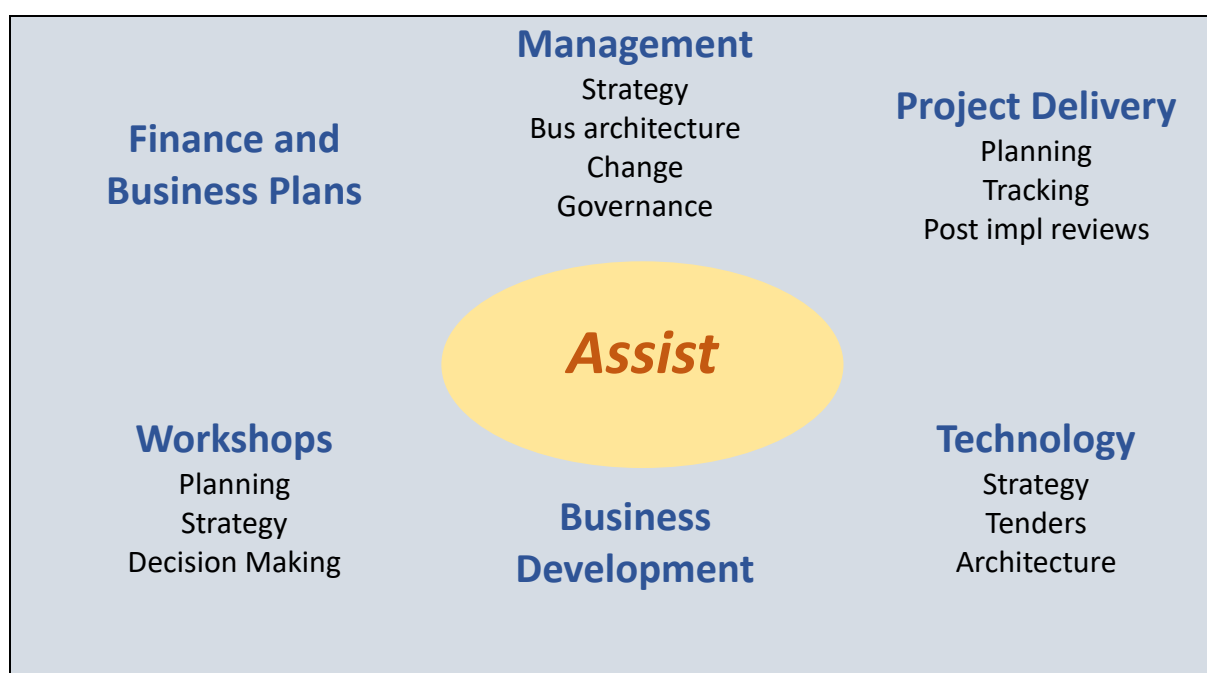 Management
Strategy
Bus architecture
Change
Governance
Finance and
Business Plans
Project Delivery
Planning
Tracking
Post impl reviews
Assist
Workshops
Planning
Strategy
Decision Making
Business
Development
Technology
Strategy
Tenders
Architecture